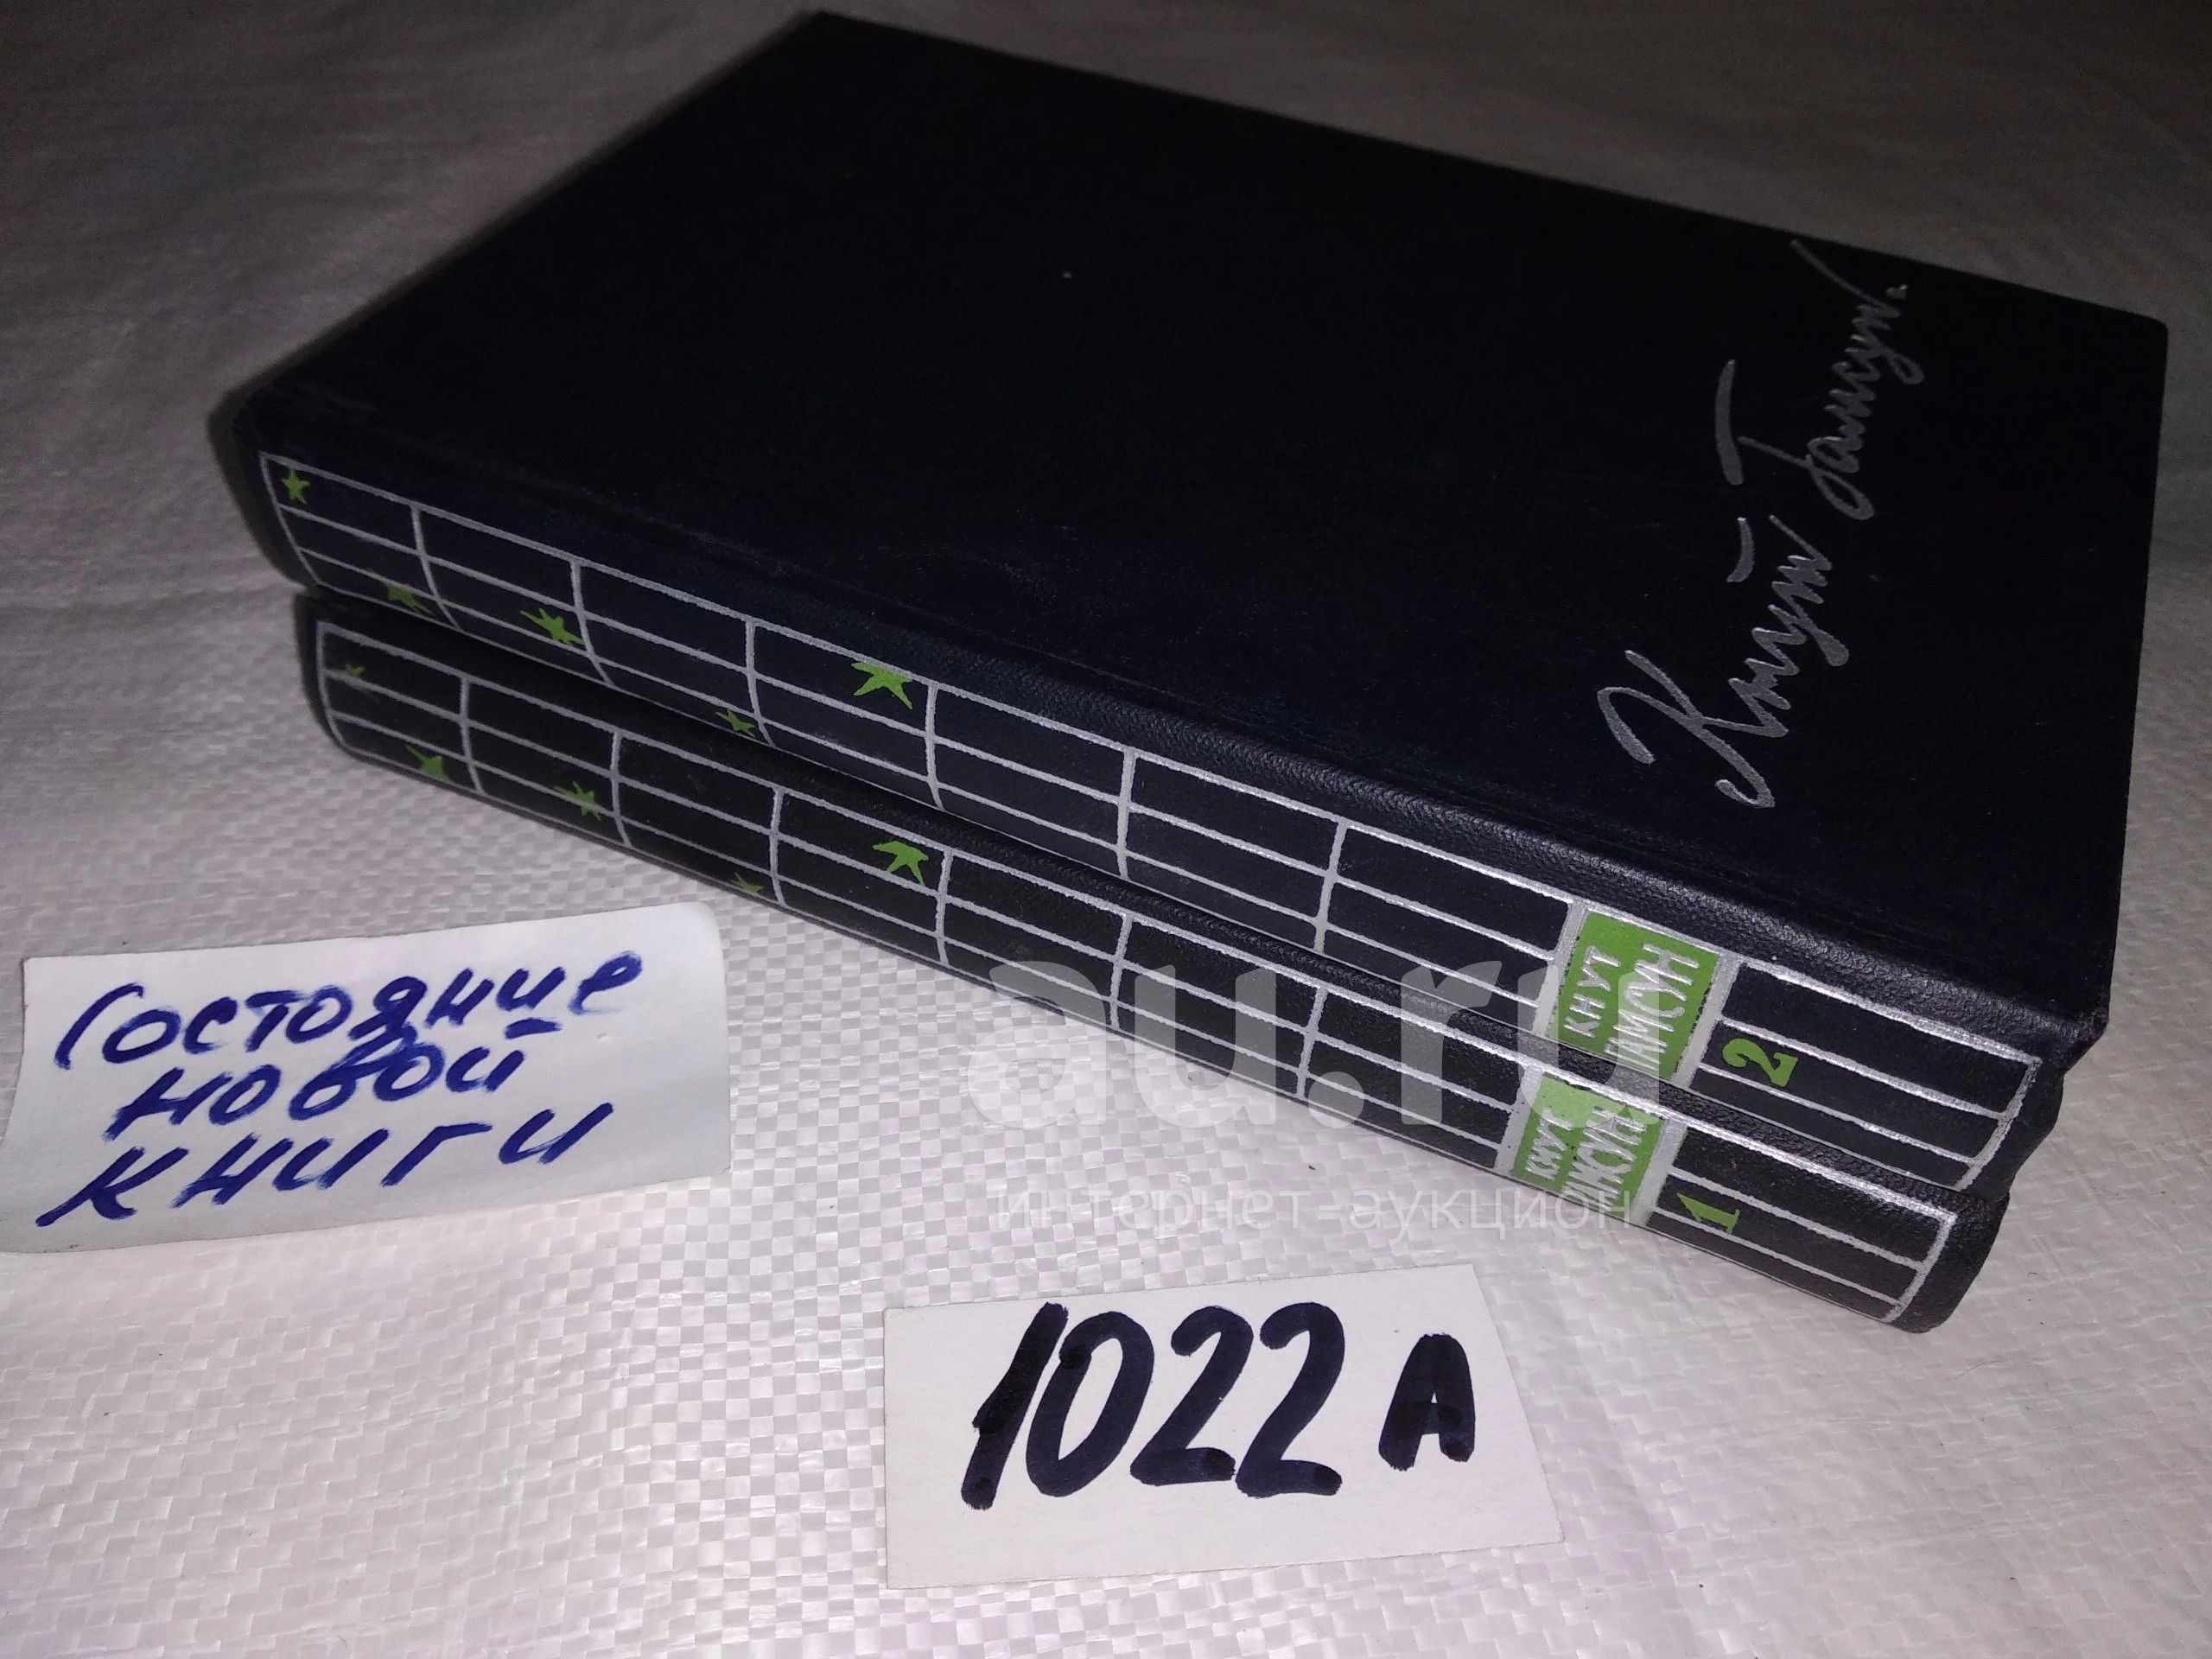 Кнут Гамсун.
КНУТ
ГАМСУН
2
КНУТ
ГАМСУН
1
au.ru
интернет-аукцион
Состояние
новой
книги
1022 А